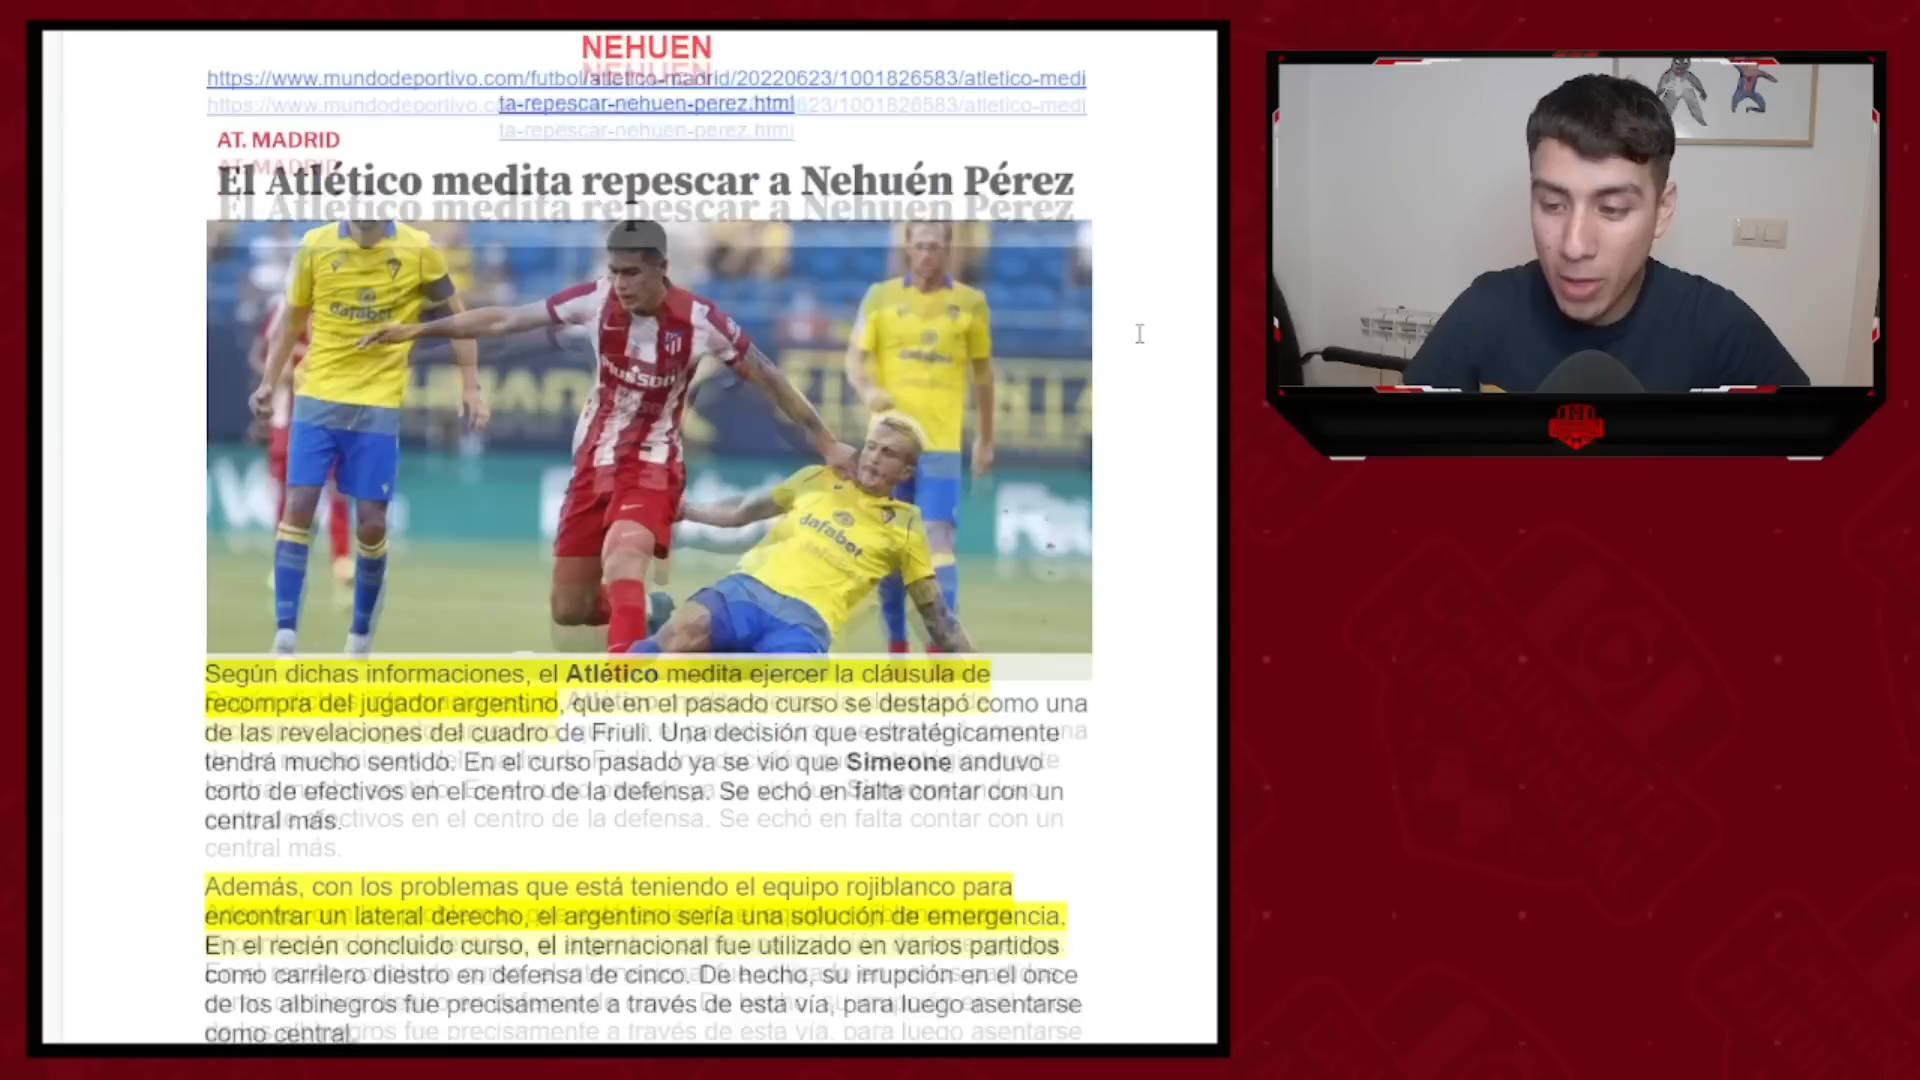 NEHUEN
https://www.mundodeportivo.com/futbol/atletico-madrid/20220623/1001826583/atletico-medi
ta-repescar-nehuen-perez.html
AT. MADRID
El Atlético medita repescar a Nehuén Pérez
dafabet
Plus500
dafabet
Según dichas informaciones, el Atlético medita ejercer la cláusula de
recompra del jugador argentino, que en el pasado curso se destapó como una
de las revelaciones del cuadro de Friuli. Una decisión que estratégicamente
tendrá mucho sentido. En el curso pasado ya se vio que Simeone anduvo
corto de efectivos en el centro de la defensa. Se echó en falta contar con un
central más.
Además, con los problemas que está teniendo el equipo rojiblanco para
encontrar un lateral derecho, el argentino sería una solución de emergencia.
En el recién concluido curso, el internacional fue utilizado en varios partidos
como carrilero diestro en defensa de cinco. De hecho, su irrupción en el once
de los albinegros fue precisamente a través de esta vía, para luego asentarse
como central.